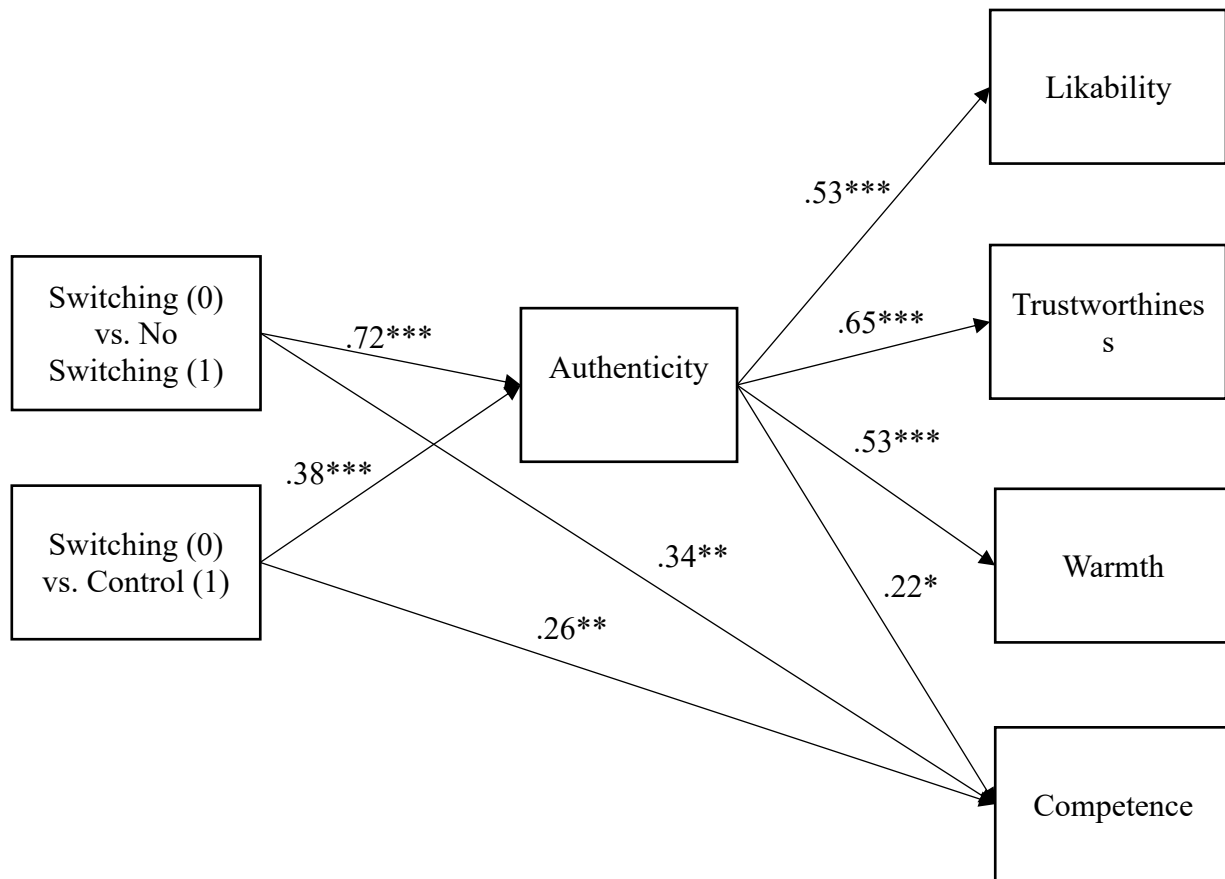 Likability
.53***
Switching (0)
vs. No
Switching (1)
.72***
Authenticity
.65***
Trustworthines
s
.38***
.53***
Switching (0)
vs. Control (1)
.34**
.22*
Warmth
.26**
Competence